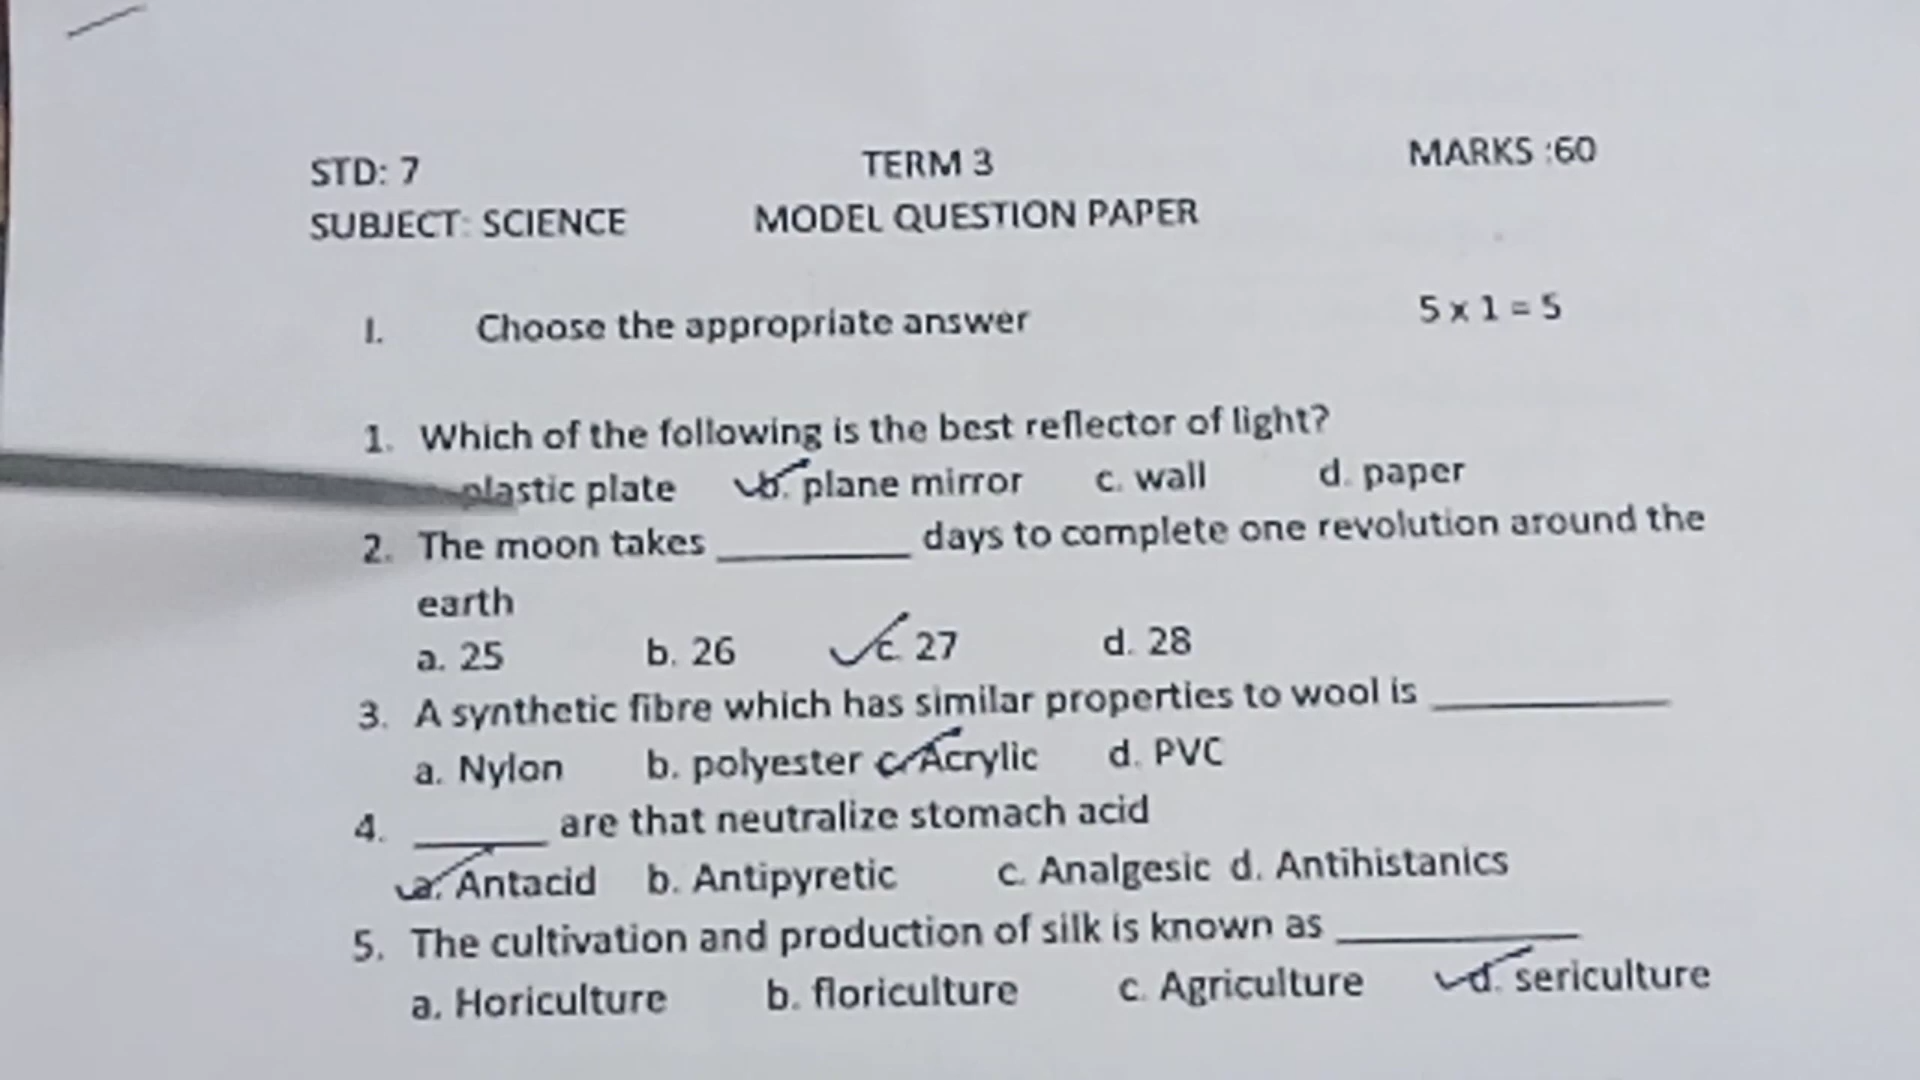 STD: 7 TERM 3 MARKS :60
SUBJECT: SCIENCE MODEL QUESTION PAPER
I. Choose the appropriate answer 5 x 1 = 5
1. Which of the following is the best reflector of light?
plastic plate b. plane mirror c. wall d. paper
2. The moon takes __________ days to complete one revolution around the
earth
a. 25 b. 26 c. 27 d. 28
3. A synthetic fibre which has similar properties to wool is ____________
a. Nylon b. polyester c. Acrylic d. PVC
4. _______ are that neutralize stomach acid
a. Antacid b. Antipyretic c. Analgesic d. Antihistanics
5. The cultivation and production of silk is known as ____________
a. Horiculture b. floriculture c. Agriculture d. sericulture